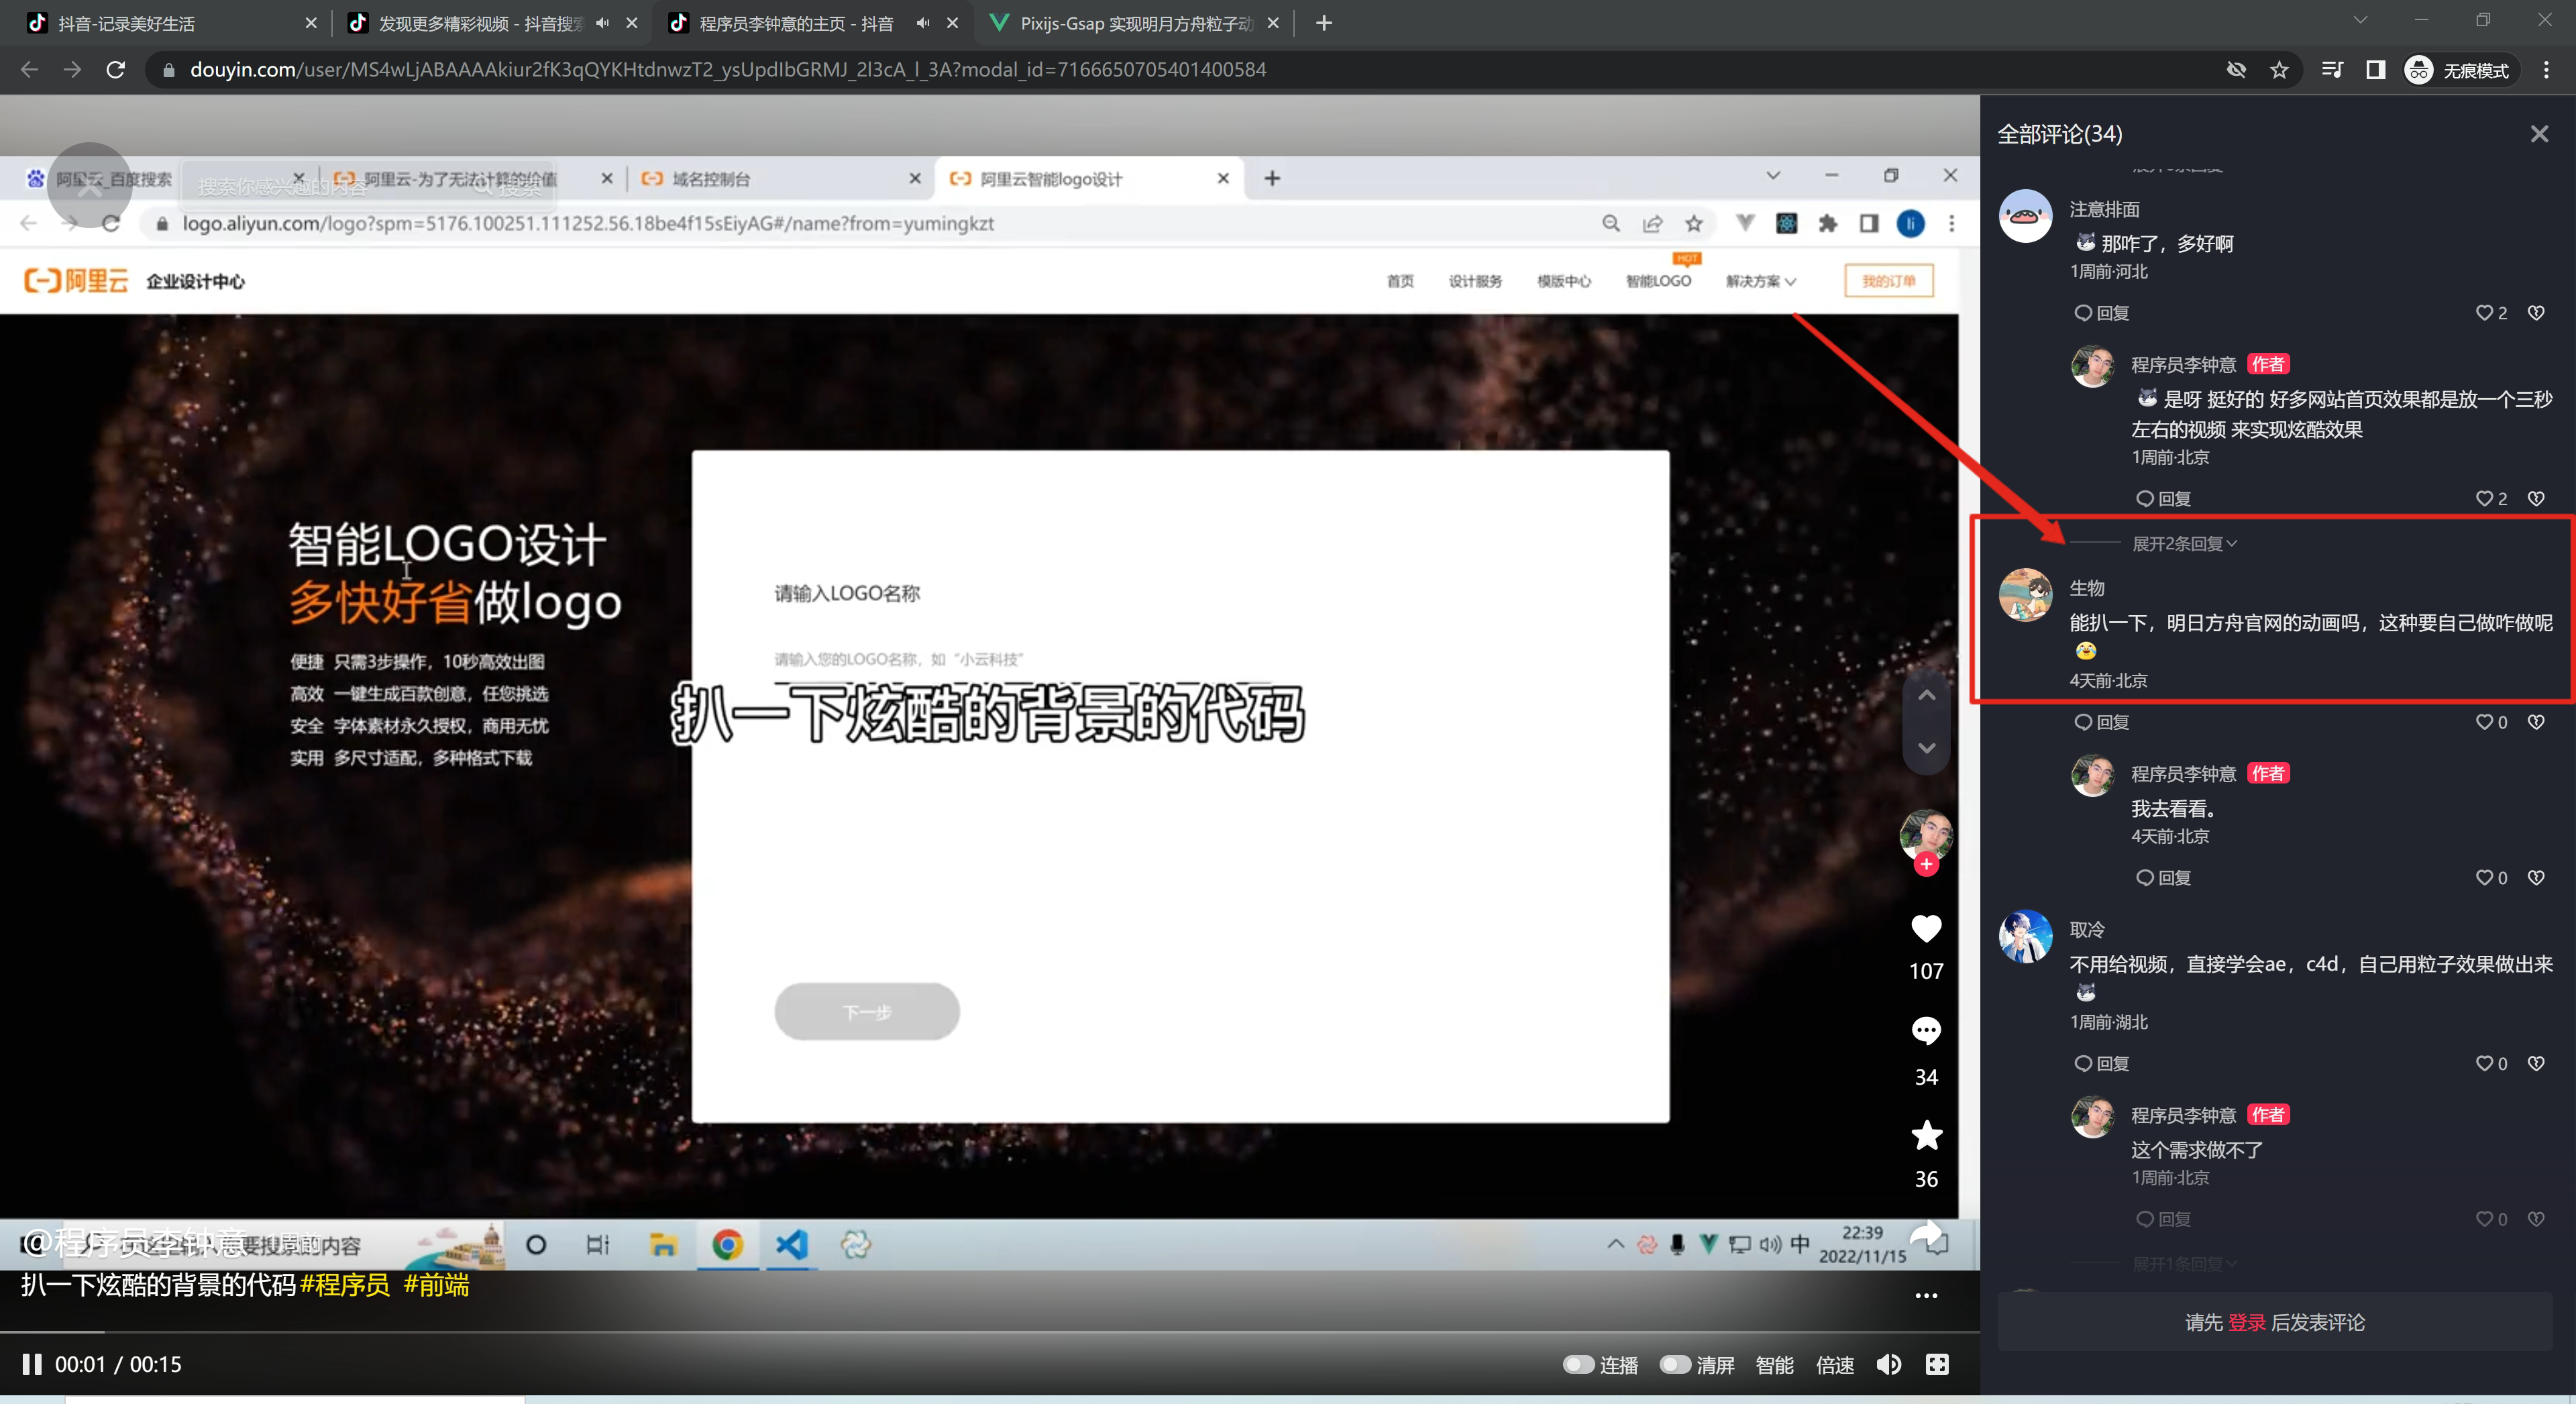 抖音-记录美好生活
发现更多精彩视频 - 抖音搜
程序员李钟意的主页 - 抖音
Pixijs-Gsap 实现明月方舟粒子动
douyin.com/user/MS4wLjABAAAAkiur2fK3qQYKHtdnwzT2_ysUpdIbGRMJ_2l3cA_l_3A?modal_id=7166650705401400584
无痕模式
阿里云_百度搜索
搜索你感兴趣的内容
搜索
阿里云-为了无法计算的价值
域名控制台
阿里云智能logo设计
logo.aliyun.com/logo?spm=5176.100251.111252.56.18be4f15sEiyAG#/name?from=yumingkzt
li
阿里云
企业设计中心
首页
设计服务
模版中心
智能LOGO
HOT
解决方案
我的订单
智能LOGO设计
多快好省做logo
便捷 只需3步操作，10秒高效出图
高效 一键生成百款创意，任您挑选
安全 字体素材永久授权，商用无忧
实用 多尺寸适配，多种格式下载
请输入LOGO名称
请输入您的LOGO名称，如“小云科技”
扒一下炫酷的背景的代码
下一步
107
34
36
中
22:39
2022/11/15
@程序员李钟意
1周前
扒一下炫酷的背景的代码#程序员 #前端
00:01 / 00:15
连播
清屏
智能
倍速
全部评论(34)
注意排面
那咋了，多好啊
1周前·河北
回复
2
程序员李钟意 作者
是呀 挺好的 好多网站首页效果都是放一个三秒
左右的视频 来实现炫酷效果
1周前·北京
回复
2
展开2条回复
生物
能扒一下，明日方舟官网的动画吗，这种要自己做咋做呢
4天前·北京
回复
0
程序员李钟意 作者
我去看看。
4天前·北京
回复
0
取冷
不用给视频，直接学会ae，c4d，自己用粒子效果做出来
1周前·湖北
回复
0
程序员李钟意 作者
这个需求做不了
1周前·北京
回复
0
展开1条回复
请先 登录 后发表评论